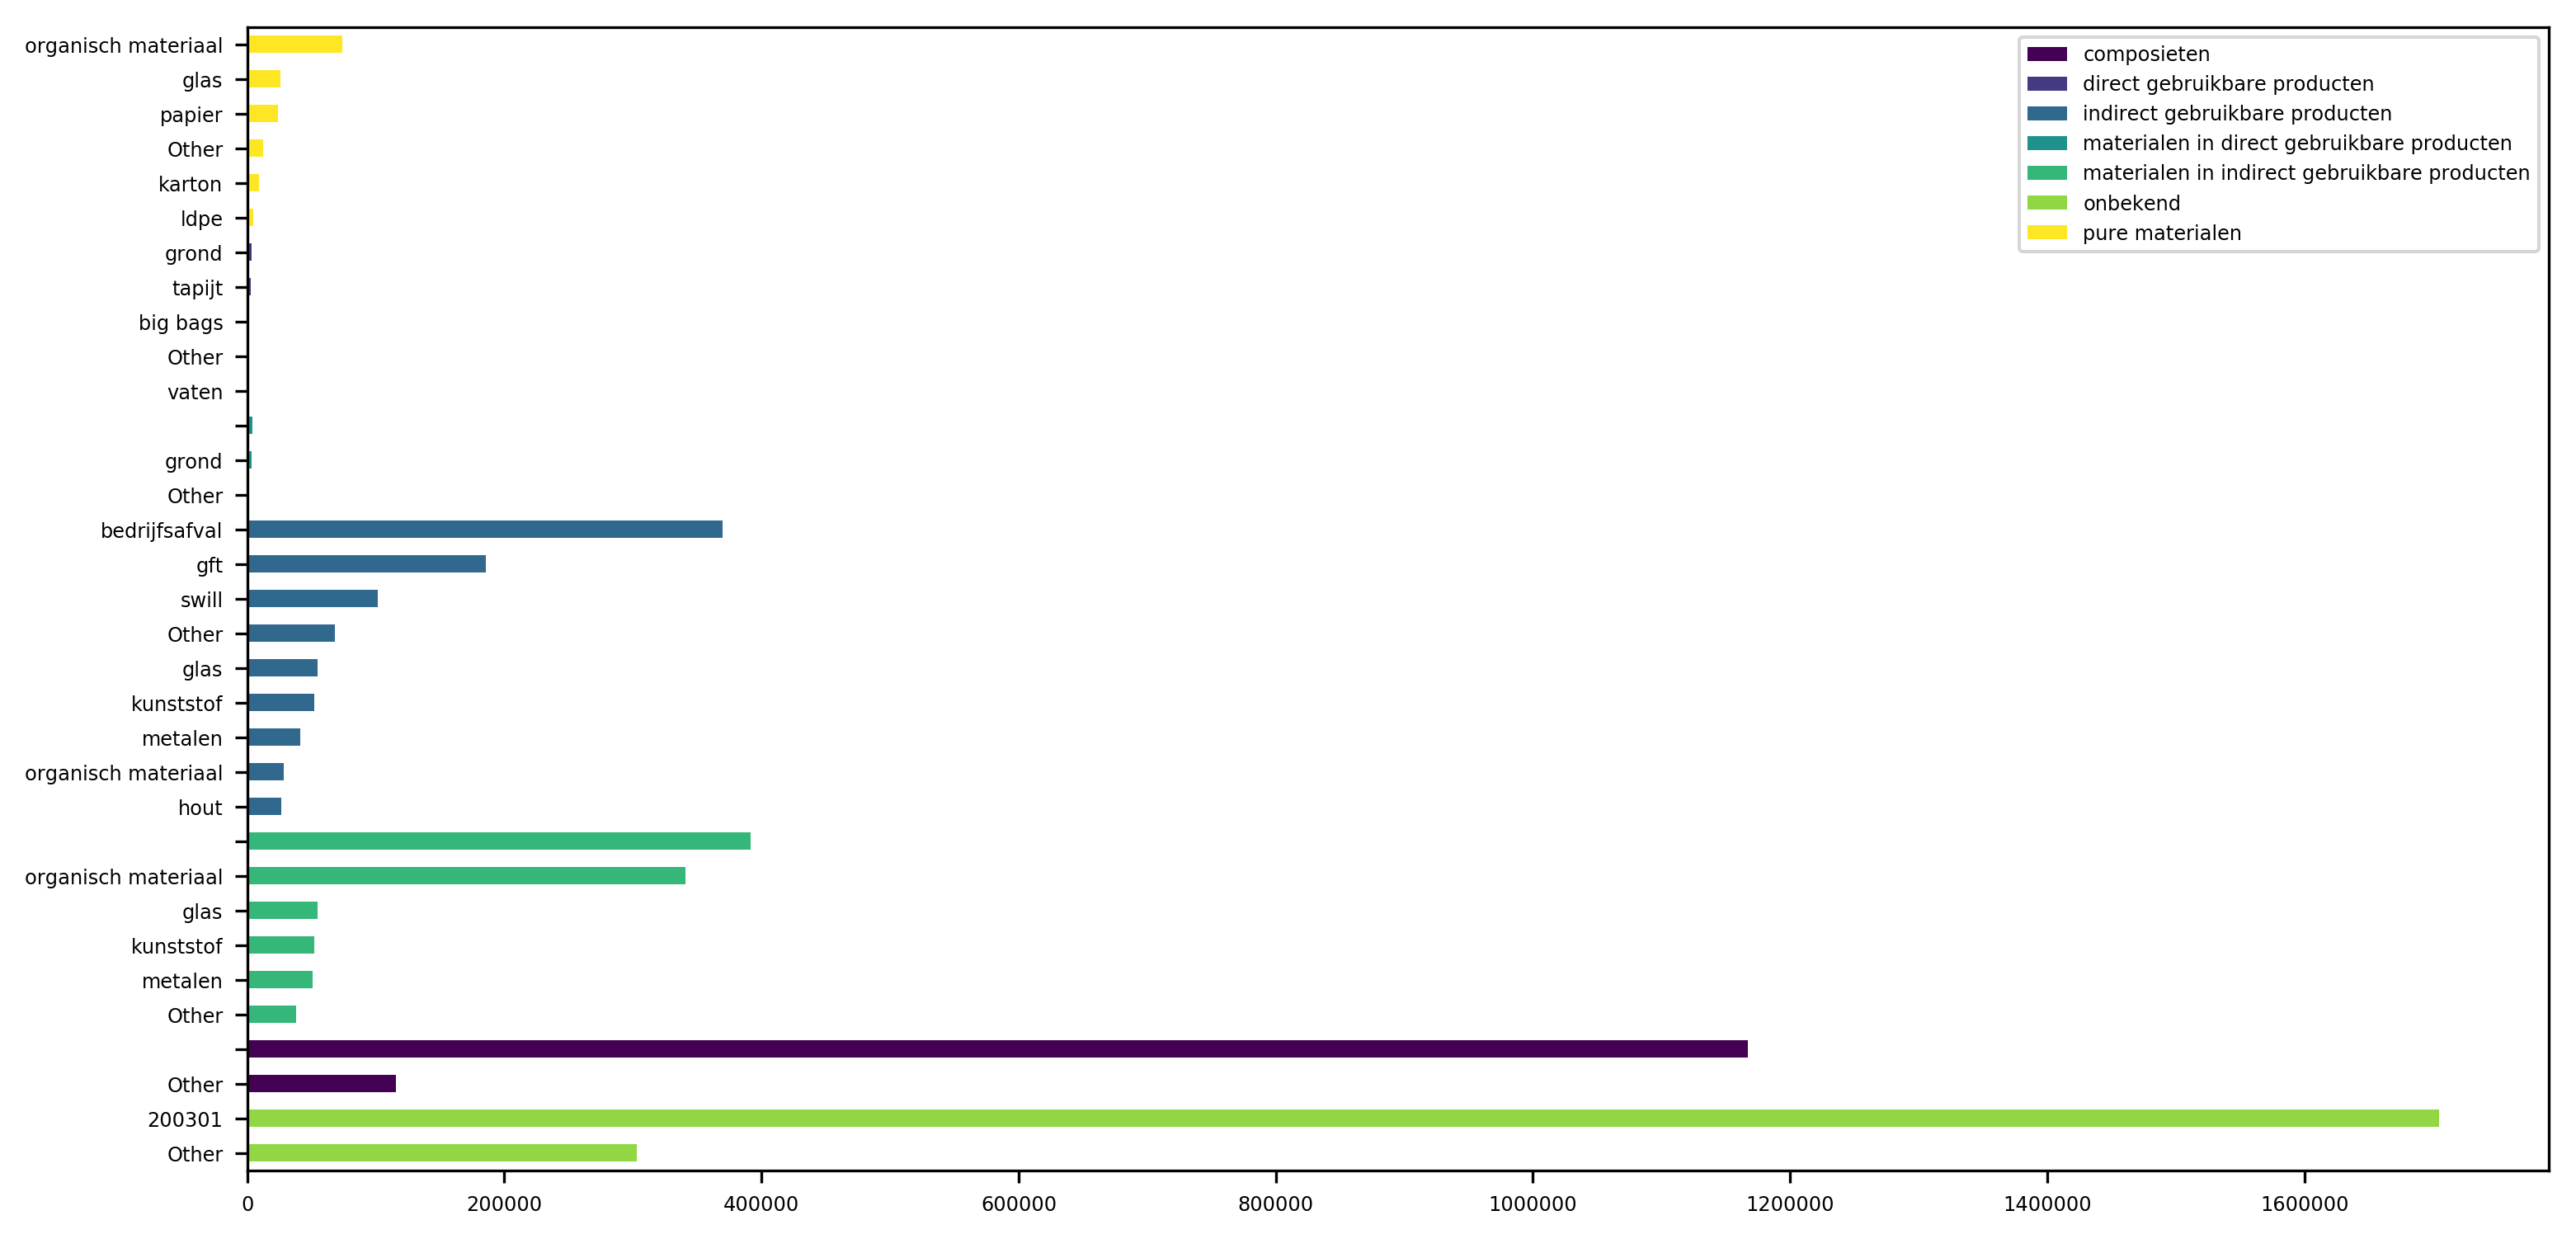 organisch materiaal
glas
papier
Other
karton
ldpe
grond
tapijt
big bags
Other
vaten
grond
Other
bedrijfsafval
gft
swill
Other
glas
kunststof
metalen
organisch materiaal
hout
organisch materiaal
glas
kunststof
metalen
Other
Other
200301
Other
0 200000 400000 600000 800000 1000000 1200000 1400000 1600000
composieten
direct gebruikbare producten
indirect gebruikbare producten
materialen in direct gebruikbare producten
materialen in indirect gebruikbare producten
onbekend
pure materialen